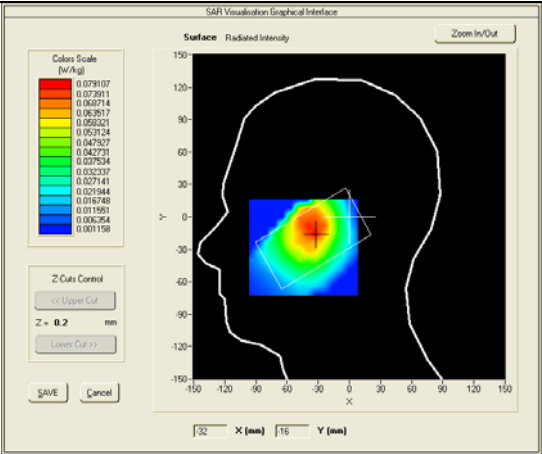 SAR Visualisation Graphical Interface
Surface Radiated Intensity
Zoom In/Out
Colors Scale
(W/kg)
0.079107
0.073911
0.068714
0.063517
0.058321
0.053124
0.047927
0.042731
0.037534
0.032337
0.027141
0.021944
0.016748
0.011551
0.006354
0.001158
Z-Cuts Control
<< Upper Cut
Z = 0.2 mm
Lower Cut >>
SAVE Cancel
150
120
90
60
30
0
-30
-60
-90
-120
-150
Y
-150 -120 -90 -60 -30 0 30 60 90 120 150
X
-32 X (mm) -16 Y (mm)